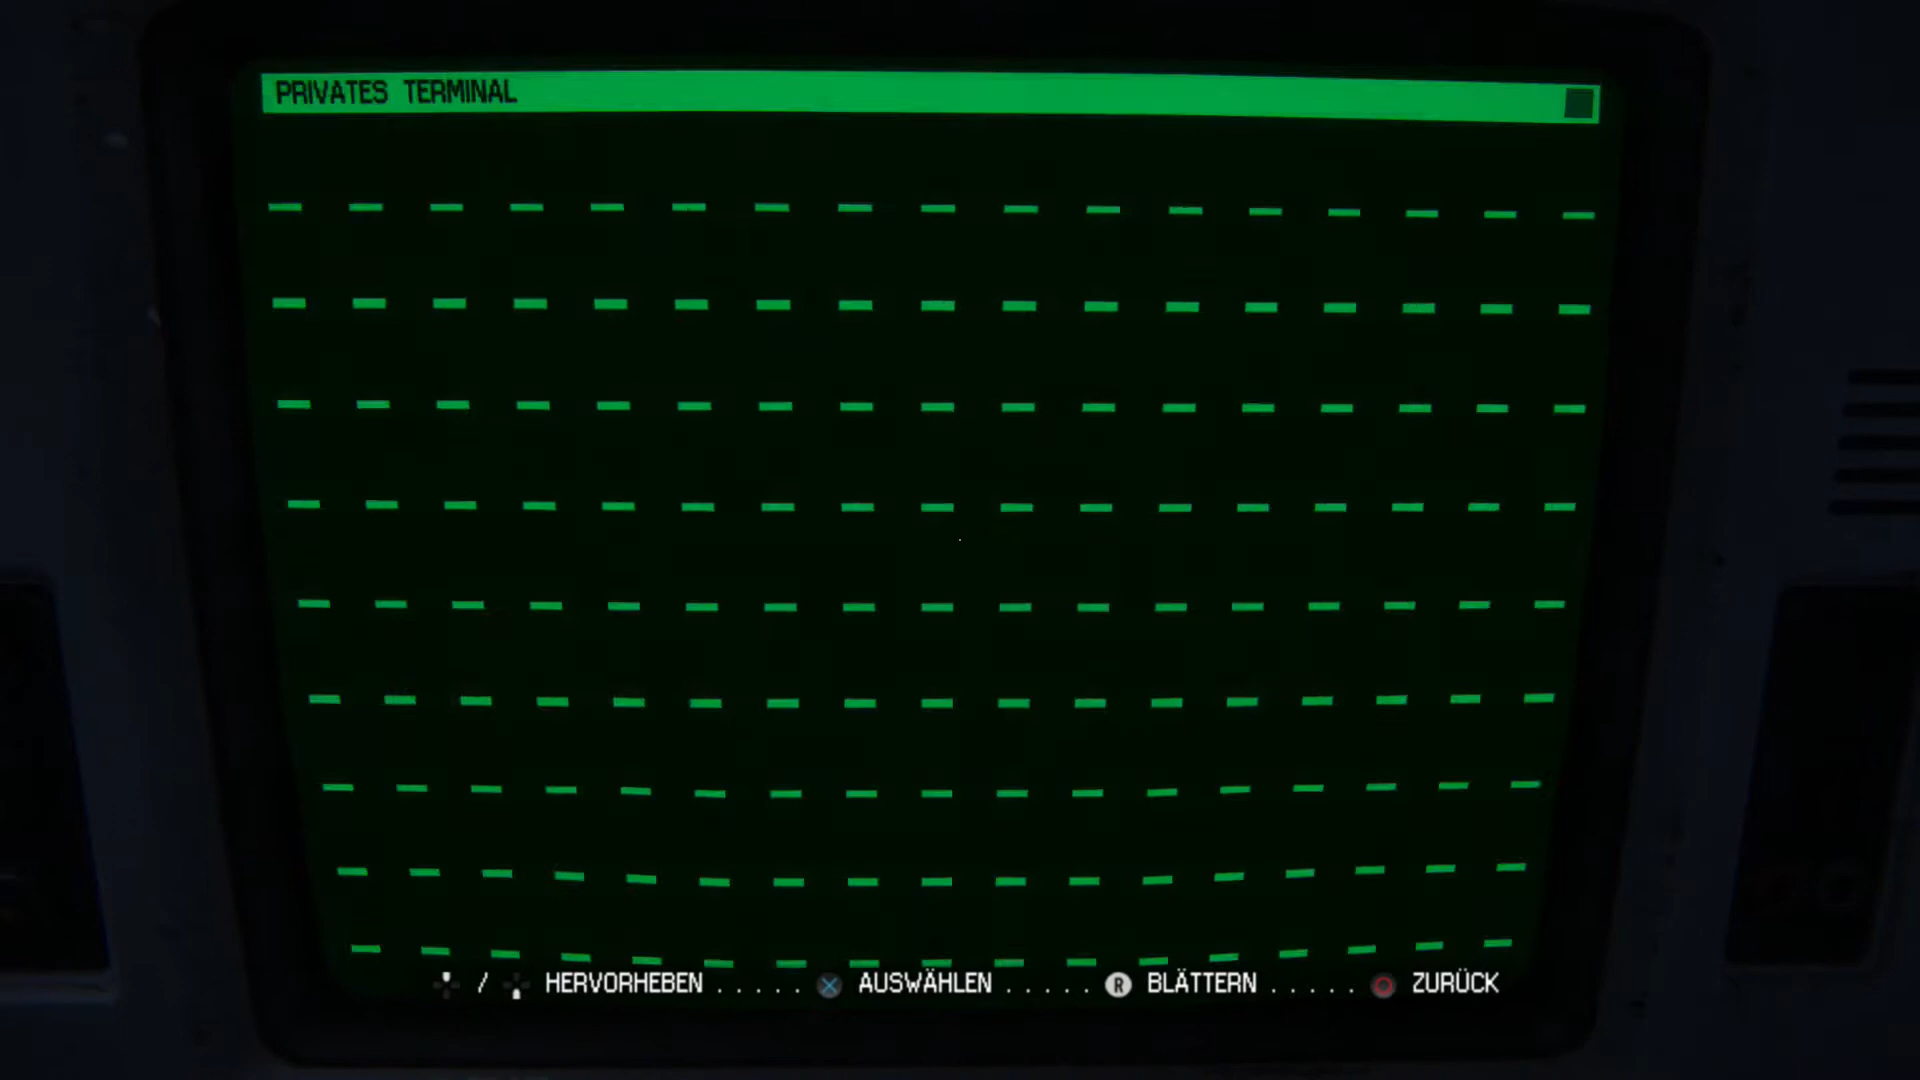 PRIVATES TERMINAL
/ HERVORHEBEN ..... AUSWÄHLEN ..... R BLÄTTERN ..... ZURÜCK